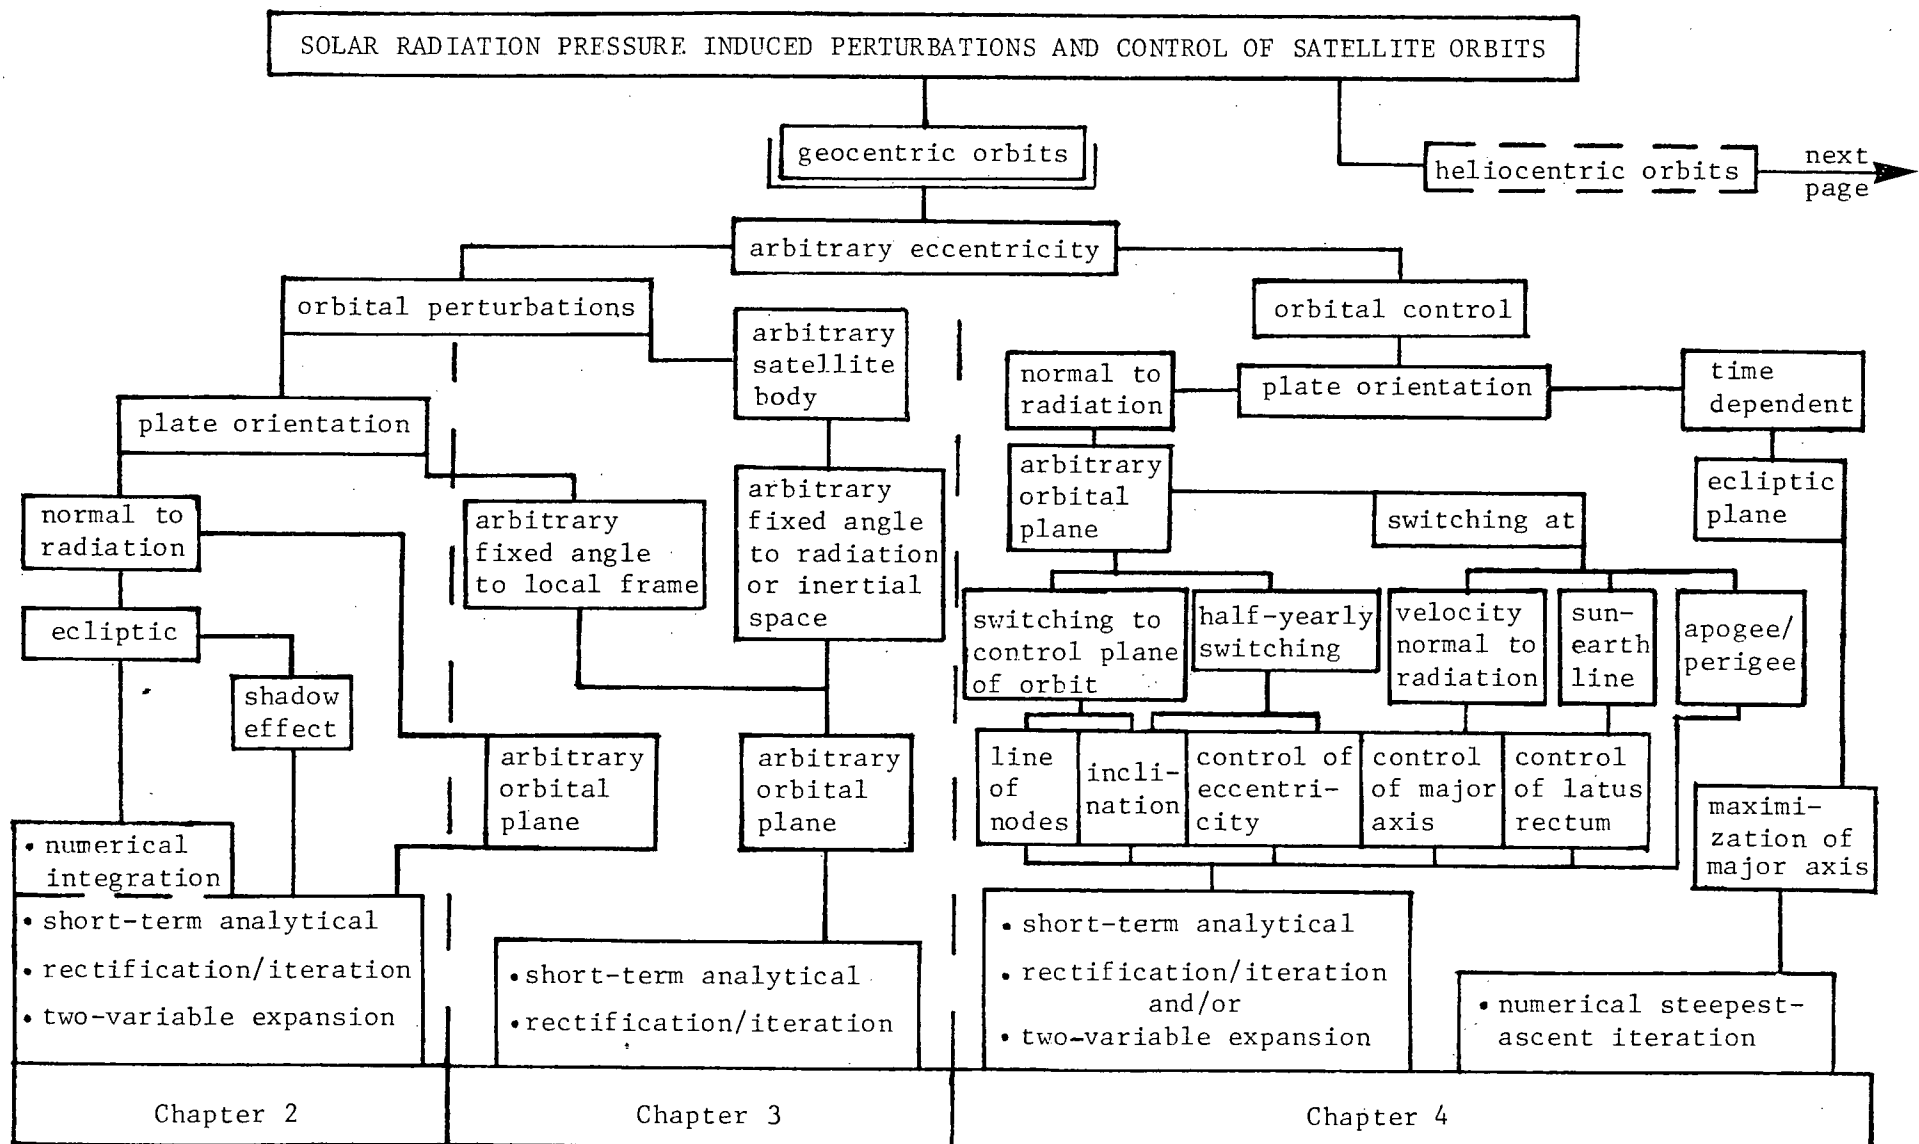 SOLAR RADIATION PRESSURE INDUCED PERTURBATIONS AND CONTROL OF SATELLITE ORBITS
geocentric orbits
heliocentric orbits
next
page
arbitrary eccentricity
orbital perturbations
orbital control
arbitrary
satellite
body
plate orientation
normal to
radiation
plate orientation
time
dependent
normal to
radiation
arbitrary
fixed angle
to local frame
arbitrary
fixed angle
to radiation
or inertial
space
arbitrary
orbital
plane
switching at
ecliptic
plane
ecliptic
shadow
effect
switching to
control plane
of orbit
half-yearly
switching
velocity
normal to
radiation
sun-
earth
line
apogee/
perigee
arbitrary
orbital
plane
arbitrary
orbital
plane
line
of
nodes
incli-
nation
control of
eccentri-
city
control
of major
axis
control
of latus
rectum
maximi-
zation of
major axis
• numerical
integration
• short-term analytical
• rectification/iteration
• two-variable expansion
• short-term analytical
• rectification/iteration
• short-term analytical
• rectification/iteration
and/or
• two-variable expansion
• numerical steepest-
ascent iteration
Chapter 2
Chapter 3
Chapter 4